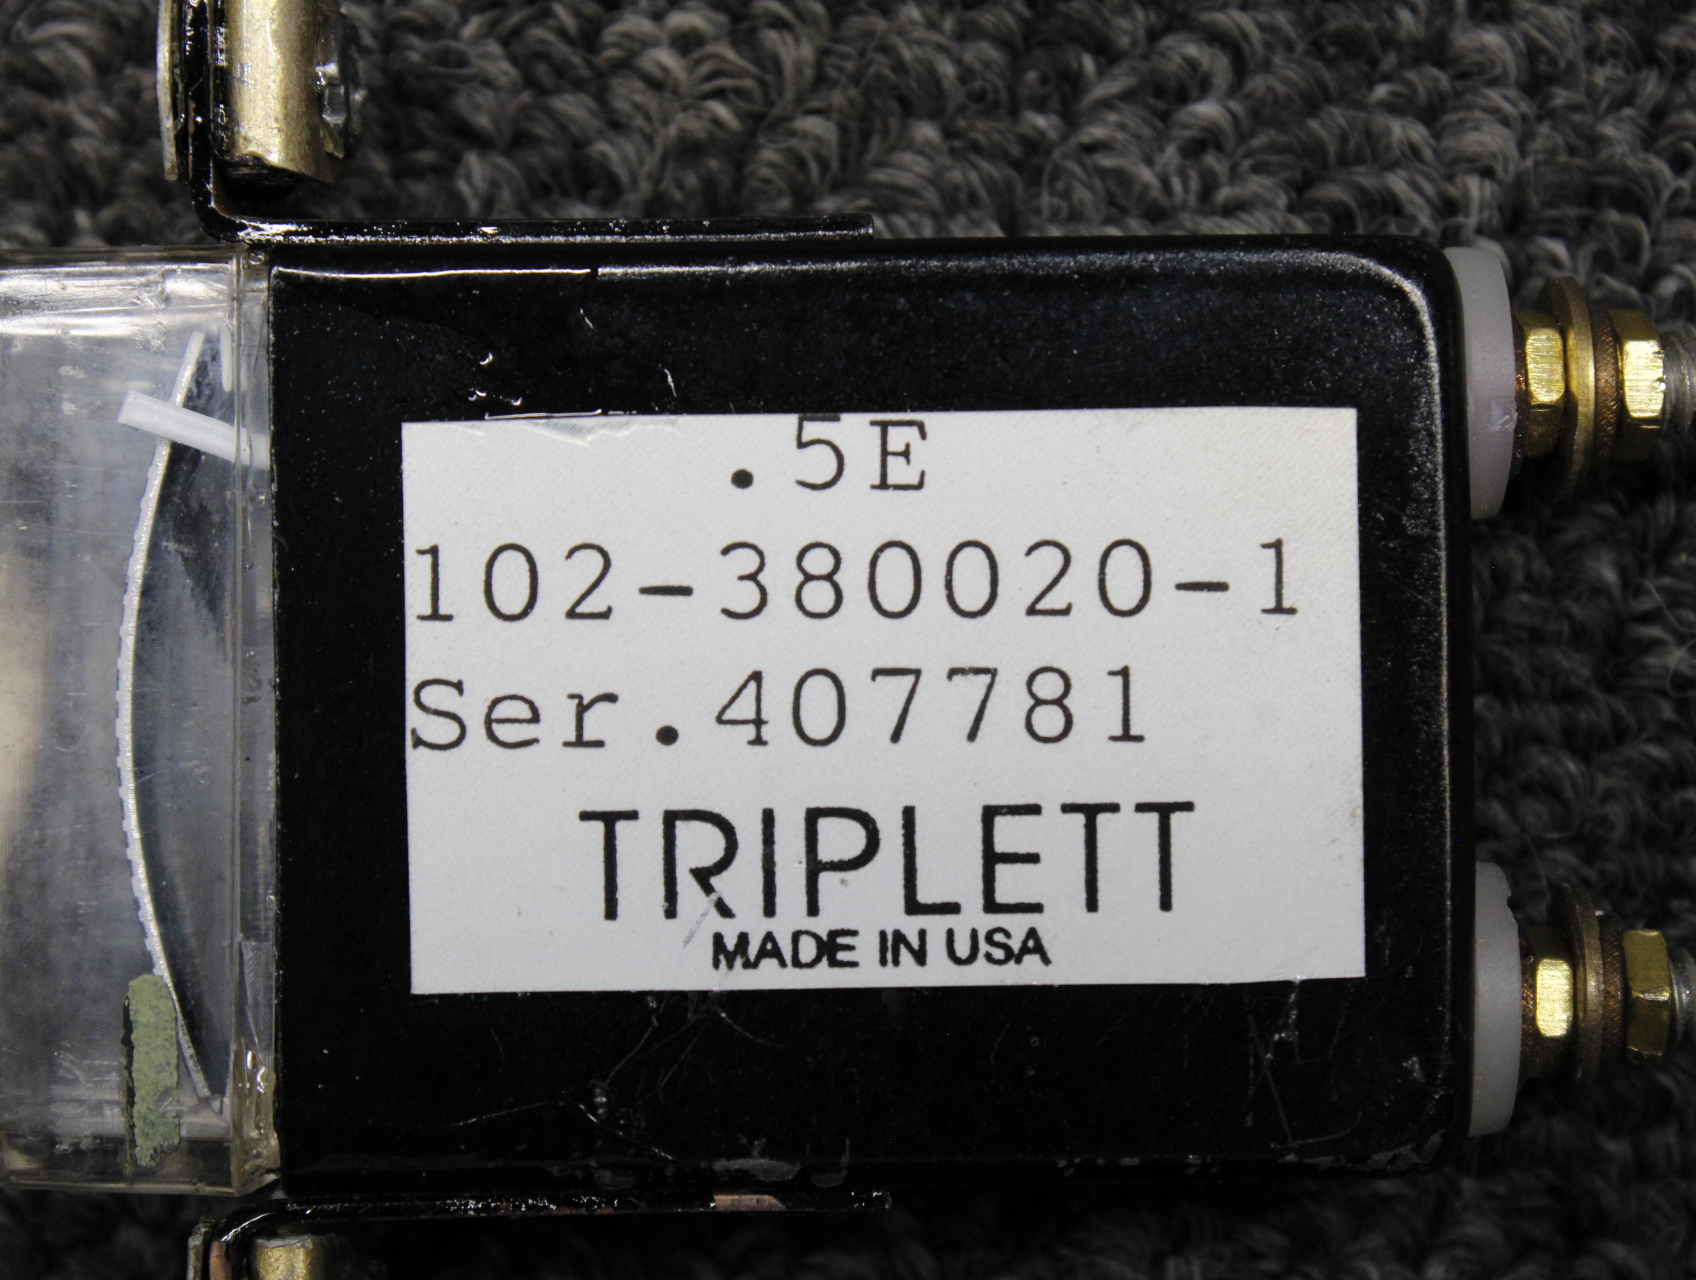 .5E
102-380020-1
Ser.407781
TRIPLETT
MADE IN USA